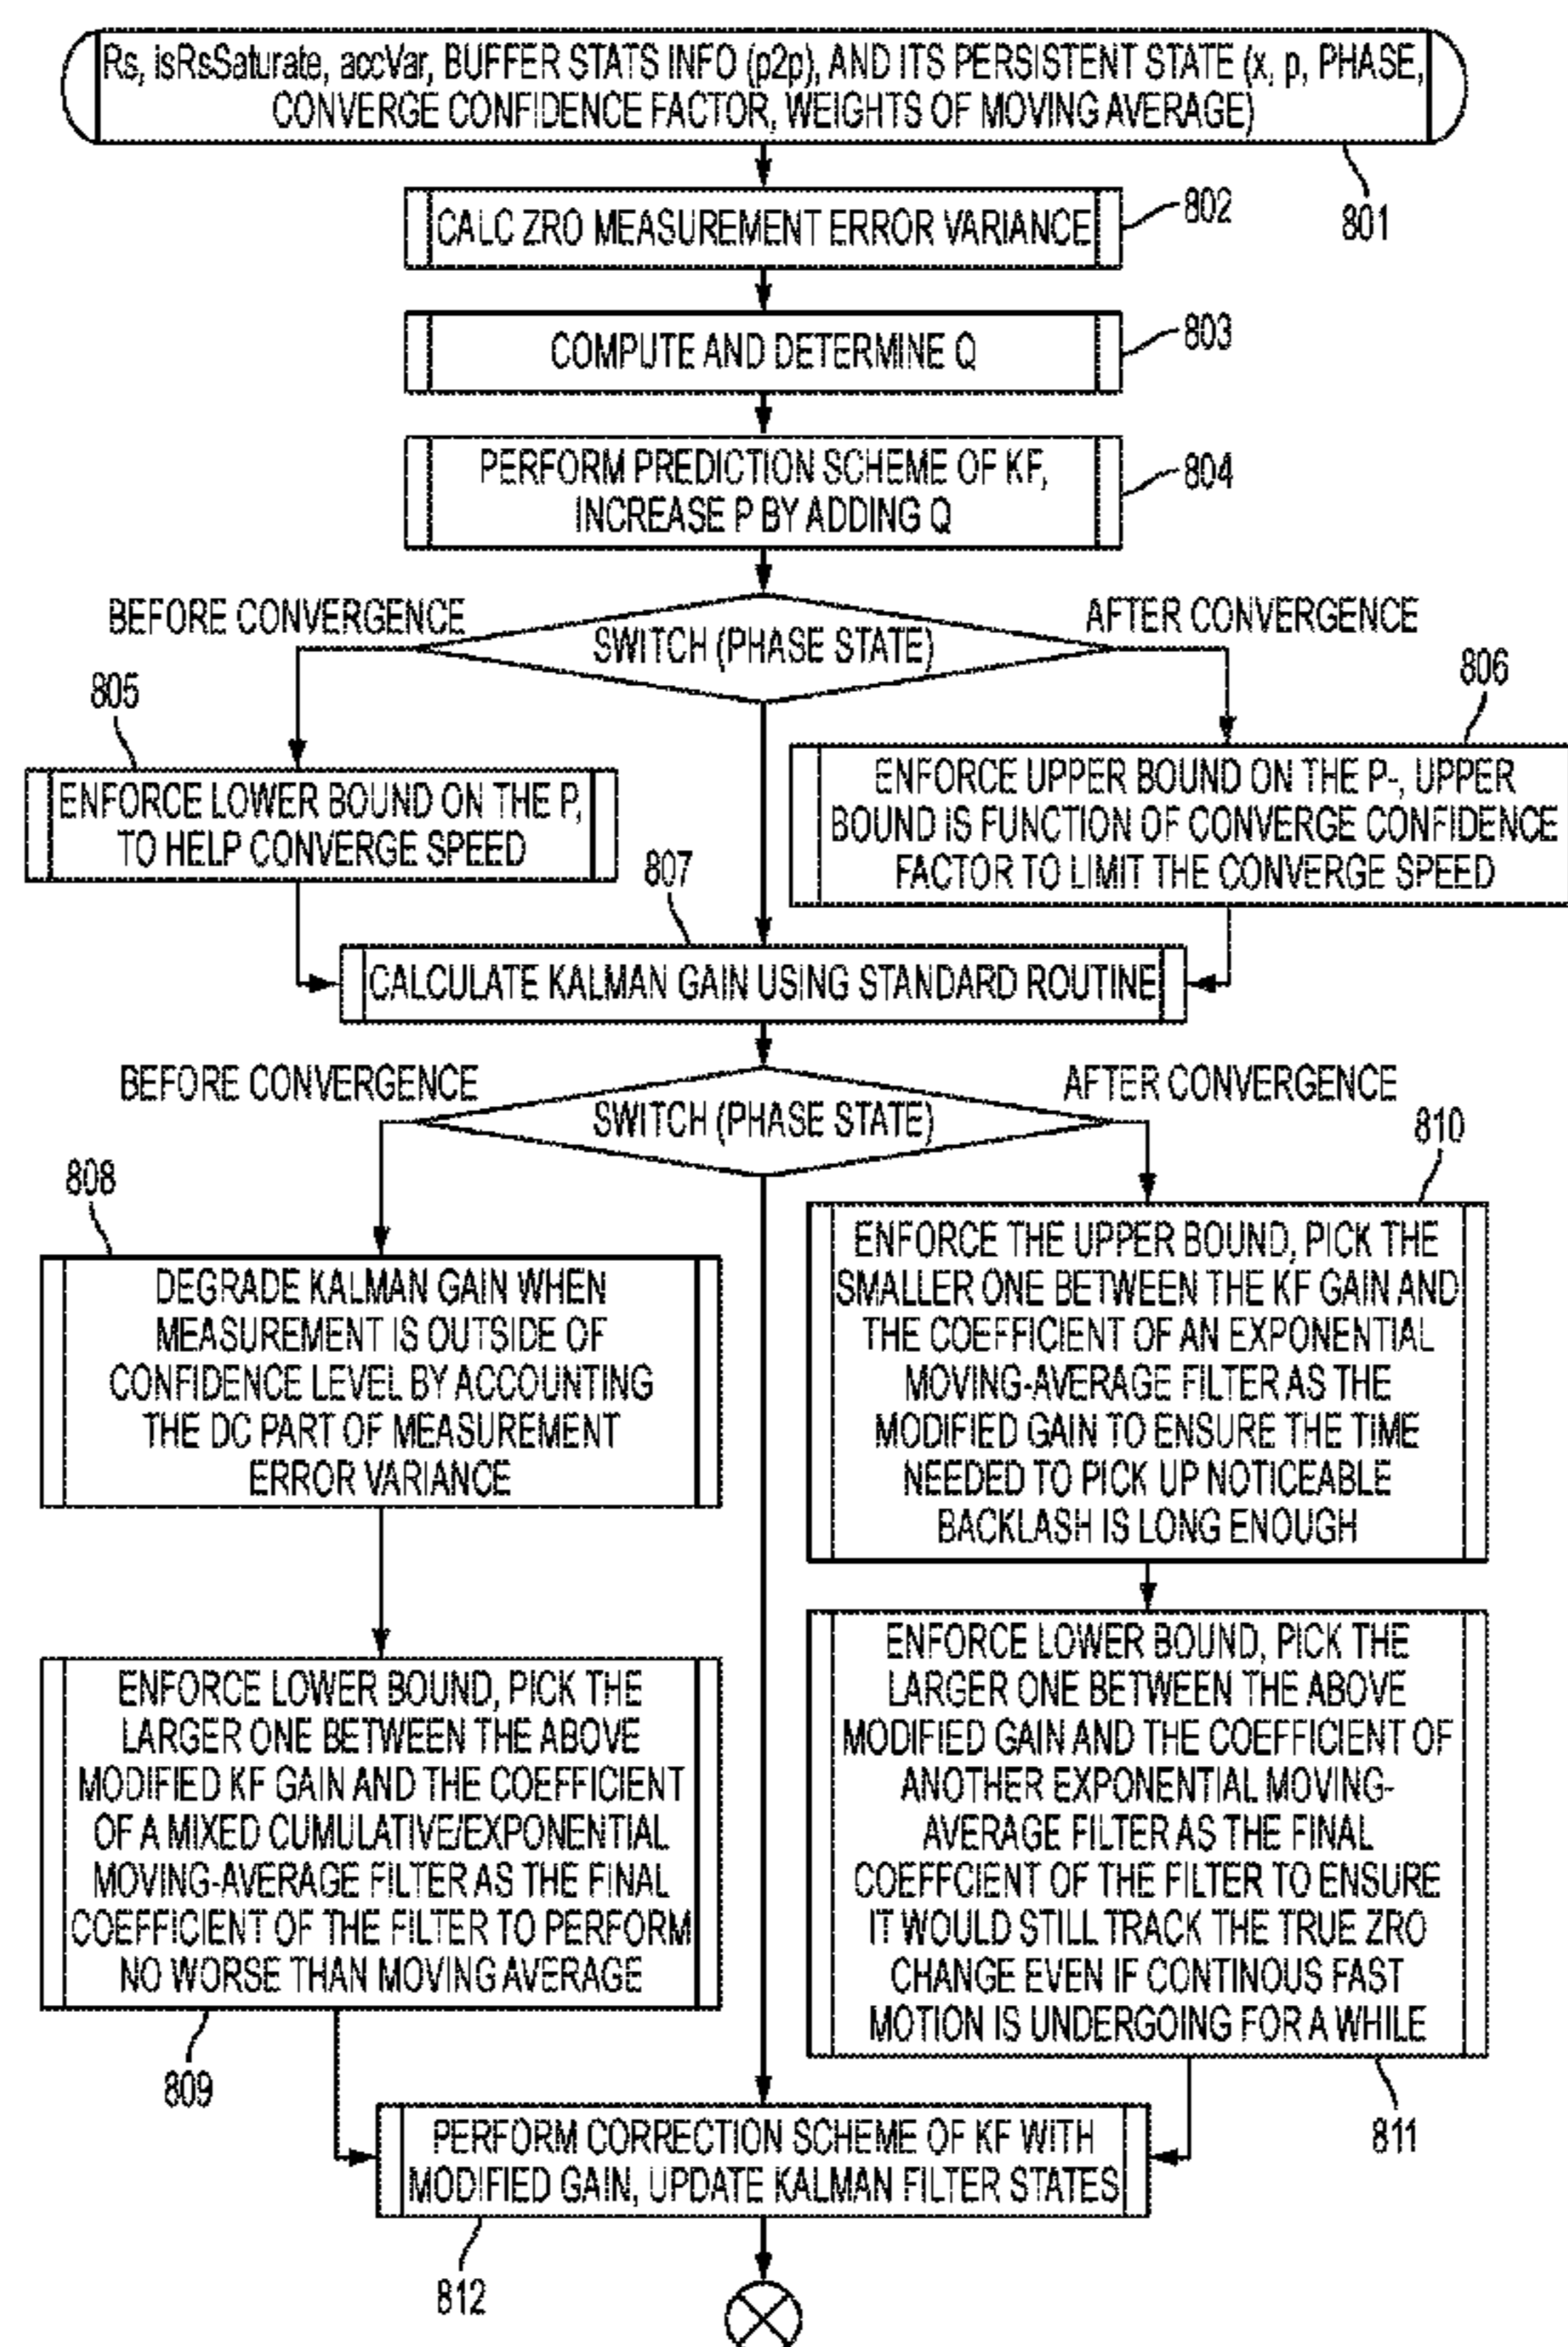 Rs, isRsSaturate, accVar, BUFFER STATS INFO (p2p), AND ITS PERSISTENT STATE (x, p, PHASE,
CONVERGE CONFIDENCE FACTOR, WEIGHTS OF MOVING AVERAGE)
801
CALC ZRO MEASUREMENT ERROR VARIANCE
802
COMPUTE AND DETERMINE Q
803
PERFORM PREDICTION SCHEME OF KF,
INCREASE P BY ADDING Q
804
BEFORE CONVERGENCE
SWITCH (PHASE STATE)
AFTER CONVERGENCE
805
ENFORCE LOWER BOUND ON THE P,
TO HELP CONVERGE SPEED
806
ENFORCE UPPER BOUND ON THE P-, UPPER
BOUND IS FUNCTION OF CONVERGE CONFIDENCE
FACTOR TO LIMIT THE CONVERGE SPEED
807
CALCULATE KALMAN GAIN USING STANDARD ROUTINE
BEFORE CONVERGENCE
SWITCH (PHASE STATE)
AFTER CONVERGENCE
808
DEGRADE KALMAN GAIN WHEN
MEASUREMENT IS OUTSIDE OF
CONFIDENCE LEVEL BY ACCOUNTING
THE DC PART OF MEASUREMENT
ERROR VARIANCE
810
ENFORCE THE UPPER BOUND, PICK THE
SMALLER ONE BETWEEN THE KF GAIN AND
THE COEFFICIENT OF AN EXPONENTIAL
MOVING-AVERAGE FILTER AS THE
MODIFIED GAIN TO ENSURE THE TIME
NEEDED TO PICK UP NOTICEABLE
BACKLASH IS LONG ENOUGH
ENFORCE LOWER BOUND, PICK THE
LARGER ONE BETWEEN THE ABOVE
MODIFIED KF GAIN AND THE COEFFICIENT
OF A MIXED CUMULATIVE/EXPONENTIAL
MOVING-AVERAGE FILTER AS THE FINAL
COEFFICIENT OF THE FILTER TO PERFORM
NO WORSE THAN MOVING AVERAGE
809
ENFORCE LOWER BOUND, PICK THE
LARGER ONE BETWEEN THE ABOVE
MODIFIED GAIN AND THE COEFFICIENT OF
ANOTHER EXPONENTIAL MOVING-
AVERAGE FILTER AS THE FINAL
COEFFCIENT OF THE FILTER TO ENSURE
IT WOULD STILL TRACK THE TRUE ZRO
CHANGE EVEN IF CONTINOUS FAST
MOTION IS UNDERGOING FOR A WHILE
811
PERFORM CORRECTION SCHEME OF KF WITH
MODIFIED GAIN, UPDATE KALMAN FILTER STATES
812